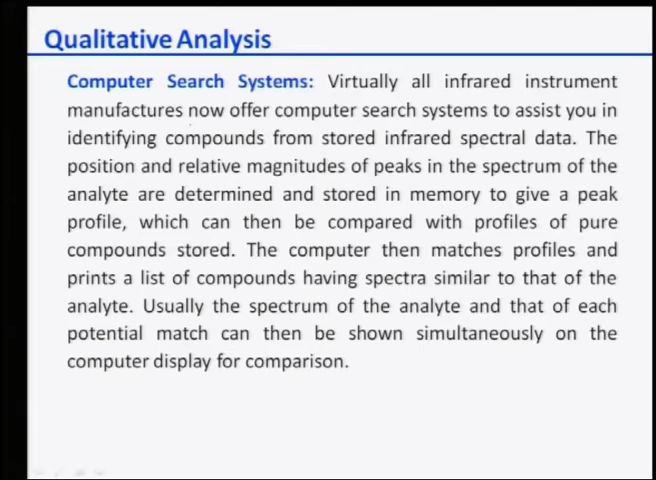 Qualitative Analysis
Computer Search Systems: Virtually all infrared instrument
manufactures now offer computer search systems to assist you in
identifying compounds from stored infrared spectral data. The
position and relative magnitudes of peaks in the spectrum of the
analyte are determined and stored in memory to give a peak
profile, which can then be compared with profiles of pure
compounds stored. The computer then matches profiles and
prints a list of compounds having spectra similar to that of the
analyte. Usually the spectrum of the analyte and that of each
potential match can then be shown simultaneously on the
computer display for comparison.